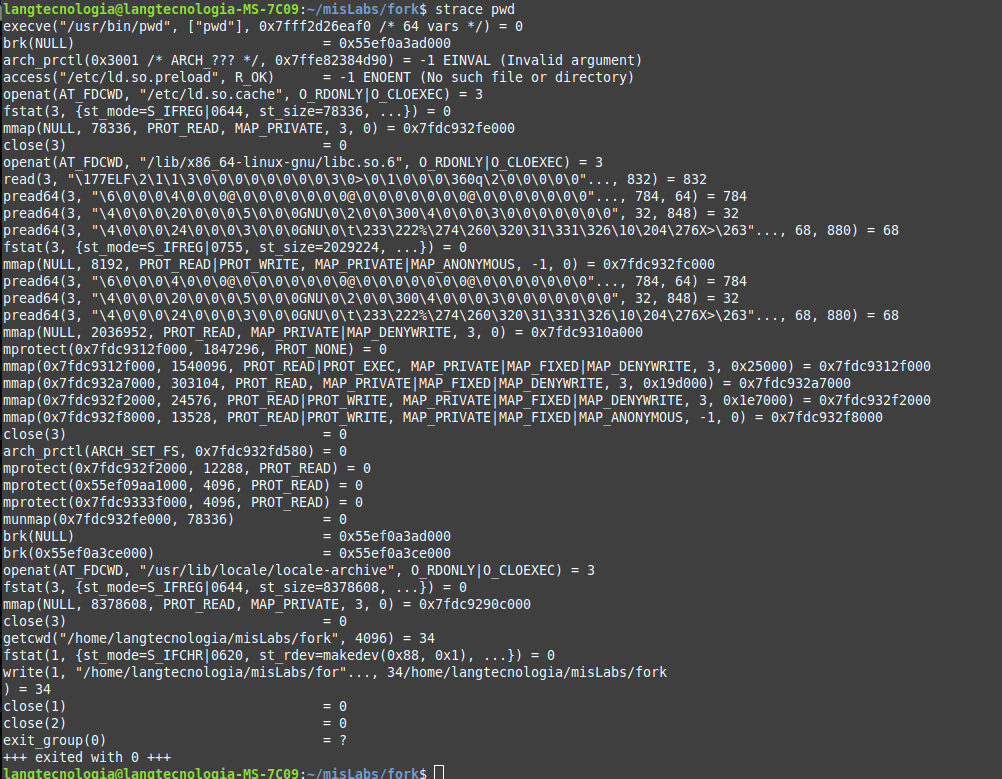 langtecnologia@langtecnologia-MS-7C09:~/misLabs/fork$ strace pwd
execve("/usr/bin/pwd", ["pwd"], 0x7fff2d26eaf0 /* 64 vars */) = 0
brk(NULL)                               = 0x55ef0a3ad000
arch_prctl(0x3001 /* ARCH_??? */, 0x7ffe82384d90) = -1 EINVAL (Invalid argument)
access("/etc/ld.so.preload", R_OK)      = -1 ENOENT (No such file or directory)
openat(AT_FDCWD, "/etc/ld.so.cache", O_RDONLY|O_CLOEXEC) = 3
fstat(3, {st_mode=S_IFREG|0644, st_size=78336, ...}) = 0
mmap(NULL, 78336, PROT_READ, MAP_PRIVATE, 3, 0) = 0x7fdc932fe000
close(3)                                = 0
openat(AT_FDCWD, "/lib/x86_64-linux-gnu/libc.so.6", O_RDONLY|O_CLOEXEC) = 3
read(3, "\177ELF\2\1\1\3\0\0\0\0\0\0\0\0\3\0>\0\1\0\0\0\360q\2\0\0\0\0\0"..., 832) = 832
pread64(3, "\6\0\0\0\4\0\0\0@\0\0\0\0\0\0\0@\0\0\0\0\0\0\0@\0\0\0\0\0\0\0"..., 784, 64) = 784
pread64(3, "\4\0\0\0\20\0\0\0\5\0\0\0GNU\0\2\0\0\300\4\0\0\0\3\0\0\0\0\0\0\0", 32, 848) = 32
pread64(3, "\4\0\0\0\24\0\0\0\3\0\0\0GNU\0\t\233\222%\274\260\320\31\331\326\10\204\276X>\263"..., 68, 880) = 68
fstat(3, {st_mode=S_IFREG|0755, st_size=2029224, ...}) = 0
mmap(NULL, 8192, PROT_READ|PROT_WRITE, MAP_PRIVATE|MAP_ANONYMOUS, -1, 0) = 0x7fdc932fc000
pread64(3, "\6\0\0\0\4\0\0\0@\0\0\0\0\0\0\0@\0\0\0\0\0\0\0@\0\0\0\0\0\0\0"..., 784, 64) = 784
pread64(3, "\4\0\0\0\20\0\0\0\5\0\0\0GNU\0\2\0\0\300\4\0\0\0\3\0\0\0\0\0\0\0", 32, 848) = 32
pread64(3, "\4\0\0\0\24\0\0\0\3\0\0\0GNU\0\t\233\222%\274\260\320\31\331\326\10\204\276X>\263"..., 68, 880) = 68
mmap(NULL, 2036952, PROT_READ, MAP_PRIVATE|MAP_DENYWRITE, 3, 0) = 0x7fdc9310a000
mprotect(0x7fdc9312f000, 1847296, PROT_NONE) = 0
mmap(0x7fdc9312f000, 1540096, PROT_READ|PROT_EXEC, MAP_PRIVATE|MAP_FIXED|MAP_DENYWRITE, 3, 0x25000) = 0x7fdc9312f000
mmap(0x7fdc932a7000, 303104, PROT_READ, MAP_PRIVATE|MAP_FIXED|MAP_DENYWRITE, 3, 0x19d000) = 0x7fdc932a7000
mmap(0x7fdc932f2000, 24576, PROT_READ|PROT_WRITE, MAP_PRIVATE|MAP_FIXED|MAP_DENYWRITE, 3, 0x1e7000) = 0x7fdc932f2000
mmap(0x7fdc932f8000, 13528, PROT_READ|PROT_WRITE, MAP_PRIVATE|MAP_FIXED|MAP_ANONYMOUS, -1, 0) = 0x7fdc932f8000
close(3)                                = 0
arch_prctl(ARCH_SET_FS, 0x7fdc932fd580) = 0
mprotect(0x7fdc932f2000, 12288, PROT_READ) = 0
mprotect(0x55ef09aa1000, 4096, PROT_READ) = 0
mprotect(0x7fdc9333f000, 4096, PROT_READ) = 0
munmap(0x7fdc932fe000, 78336)           = 0
brk(NULL)                               = 0x55ef0a3ad000
brk(0x55ef0a3ce000)                     = 0x55ef0a3ce000
openat(AT_FDCWD, "/usr/lib/locale/locale-archive", O_RDONLY|O_CLOEXEC) = 3
fstat(3, {st_mode=S_IFREG|0644, st_size=8378608, ...}) = 0
mmap(NULL, 8378608, PROT_READ, MAP_PRIVATE, 3, 0) = 0x7fdc9290c000
close(3)                                = 0
getcwd("/home/langtecnologia/misLabs/fork", 4096) = 34
fstat(1, {st_mode=S_IFCHR|0620, st_rdev=makedev(0x88, 0x1), ...}) = 0
write(1, "/home/langtecnologia/misLabs/for"..., 34/home/langtecnologia/misLabs/fork
) = 34
close(1)                                = 0
close(2)                                = 0
exit_group(0)                           = ?
+++ exited with 0 +++
langtecnologia@langtecnologia-MS-7C09:~/misLabs/fork$